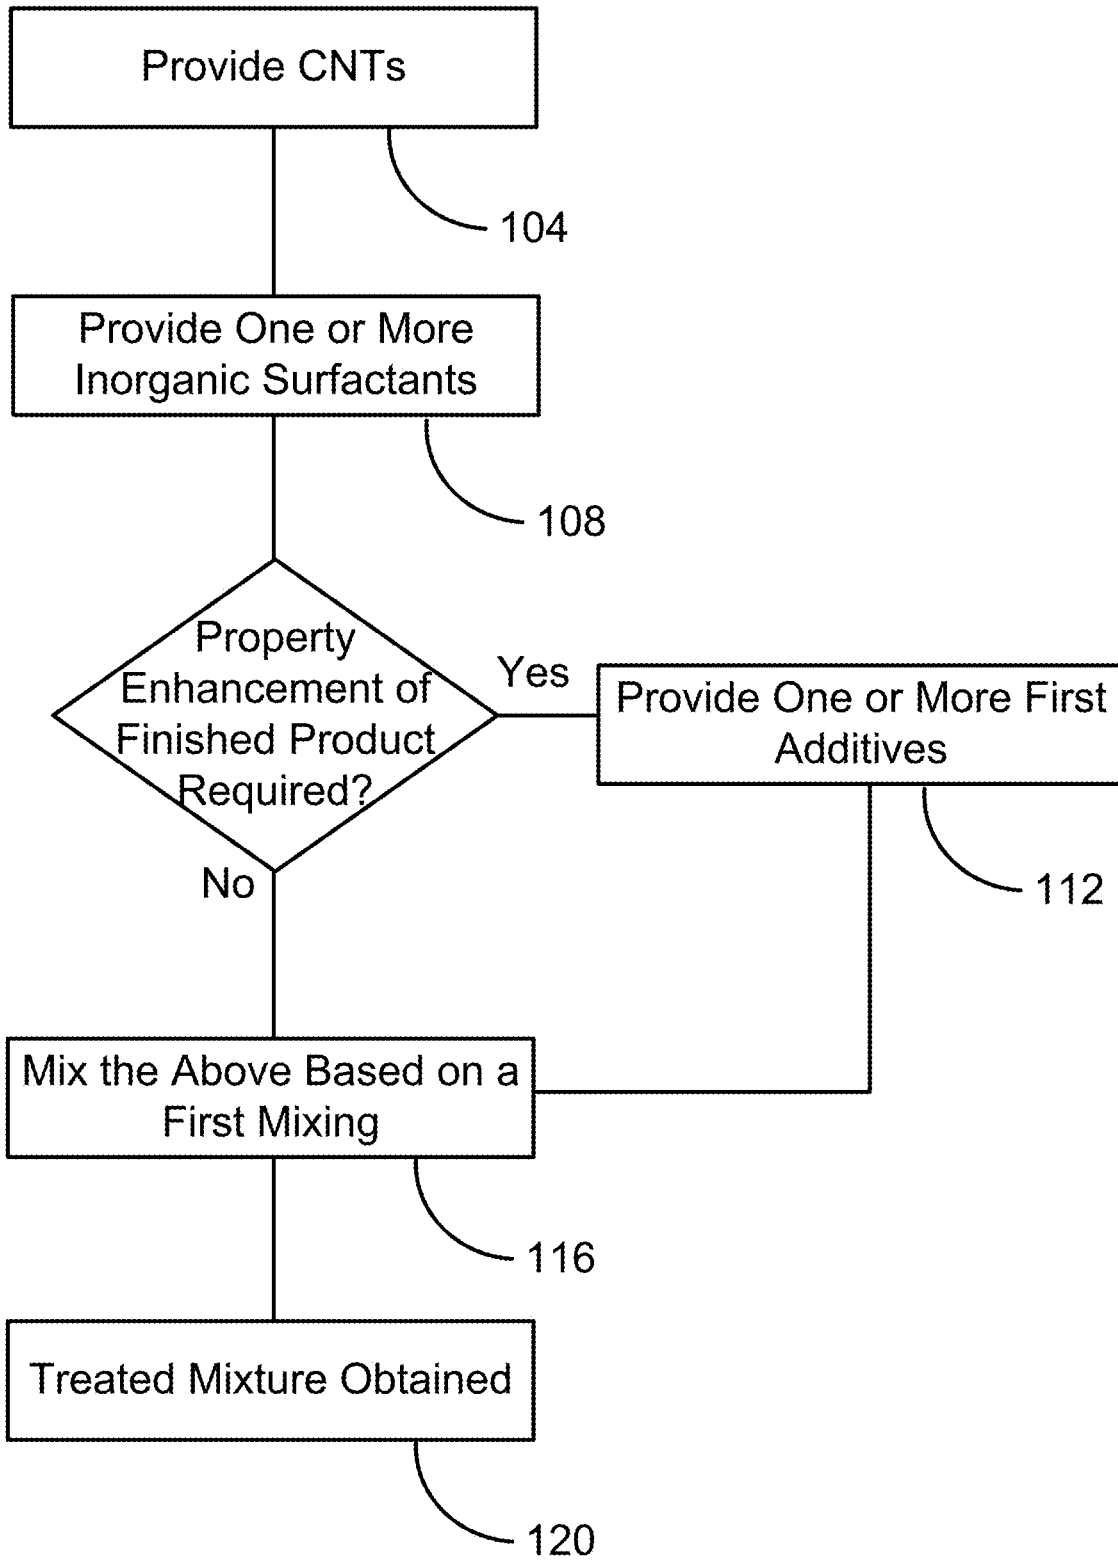 Provide CNTs
104
Provide One or More
Inorganic Surfactants
108
Property
Enhancement of
Finished Product
Required?
Yes
Provide One or More First
Additives
112
No
Mix the Above Based on a
First Mixing
116
Treated Mixture Obtained
120